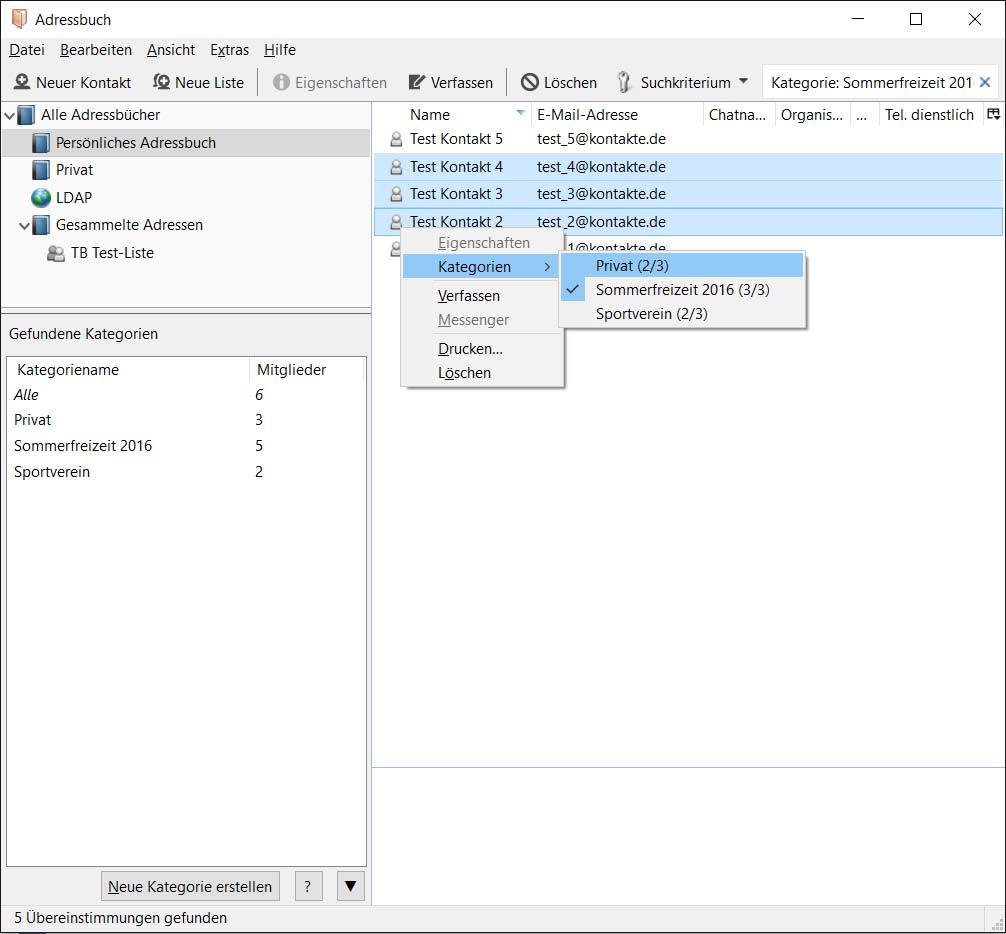 Adressbuch
Datei Bearbeiten Ansicht Extras Hilfe
Neuer Kontakt Neue Liste Eigenschaften Verfassen Löschen Suchkriterium Kategorie: Sommerfreizeit 201
Alle Adressbücher
Persönliches Adressbuch
Privat
LDAP
Gesammelte Adressen
TB Test-Liste
Gefundene Kategorien
Kategoriename Mitglieder
Alle 6
Privat 3
Sommerfreizeit 2016 5
Sportverein 2
Neue Kategorie erstellen ? ▼
Name E-Mail-Adresse Chatna... Organis... ... Tel. dienstlich
Test Kontakt 5 test_5@kontakte.de
Test Kontakt 4 test_4@kontakte.de
Test Kontakt 3 test_3@kontakte.de
Test Kontakt 2 test_2@kontakte.de
1@kontakte.de
Eigenschaften
Kategorien
Verfassen
Messenger
Drucken...
Löschen
Privat (2/3)
Sommerfreizeit 2016 (3/3)
Sportverein (2/3)
5 Übereinstimmungen gefunden